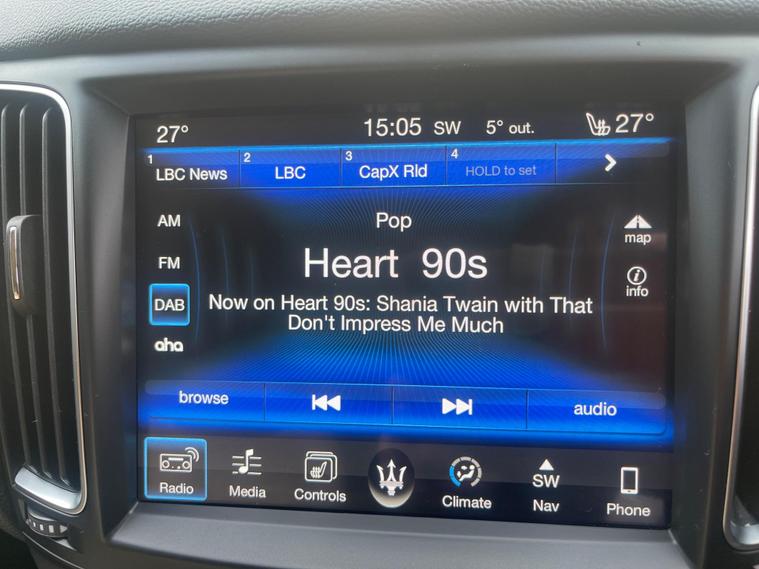 27° 15:05 SW 5° out. 27°
1 LBC News 2 LBC 3 CapX Rld 4 HOLD to set
AM
FM
DAB
aha
Pop
Heart 90s
Now on Heart 90s: Shania Twain with That
Don't Impress Me Much
map
info
browse audio
Radio Media Controls Climate SW Nav Phone